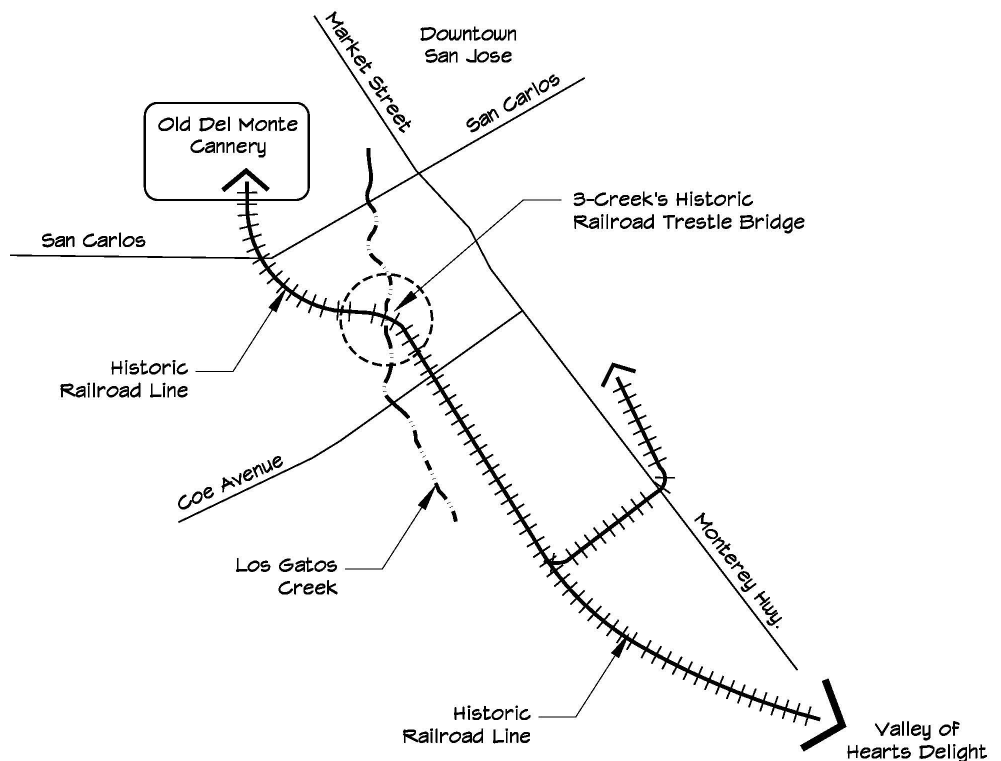 Market Street
Downtown
San Jose
San Carlos
Old Del Monte
Cannery
3-Creek's Historic
Railroad Trestle Bridge
San Carlos
Historic
Railroad Line
Coe Avenue
Los Gatos
Creek
Monterey Hwy.
Historic
Railroad Line
Valley of
Hearts Delight